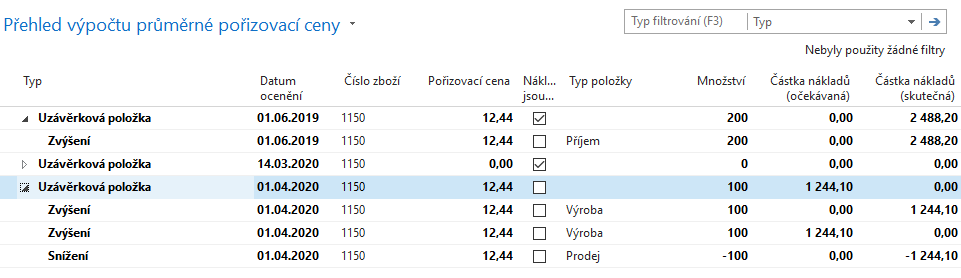 Přehled výpočtu průměrné pořizovací ceny
Typ filtrování (F3) Typ
Nebyly použity žádné filtry
Typ Datum ocenění Číslo zboží Pořizovací cena Nákl... jsou... Typ položky Množství Částka nákladů (očekávaná) Částka nákladů (skutečná)
Uzávěrková položka 01.06.2019 1150 12,44 200 0,00 2 488,20
Zvýšení 01.06.2019 1150 12,44 Příjem 200 0,00 2 488,20
Uzávěrková položka 14.03.2020 1150 0,00 0 0,00 0,00
Uzávěrková položka 01.04.2020 1150 12,44 100 1 244,10 0,00
Zvýšení 01.04.2020 1150 12,44 Výroba 100 0,00 1 244,10
Zvýšení 01.04.2020 1150 12,44 Výroba 100 1 244,10 0,00
Snížení 01.04.2020 1150 12,44 Prodej -100 0,00 -1 244,10